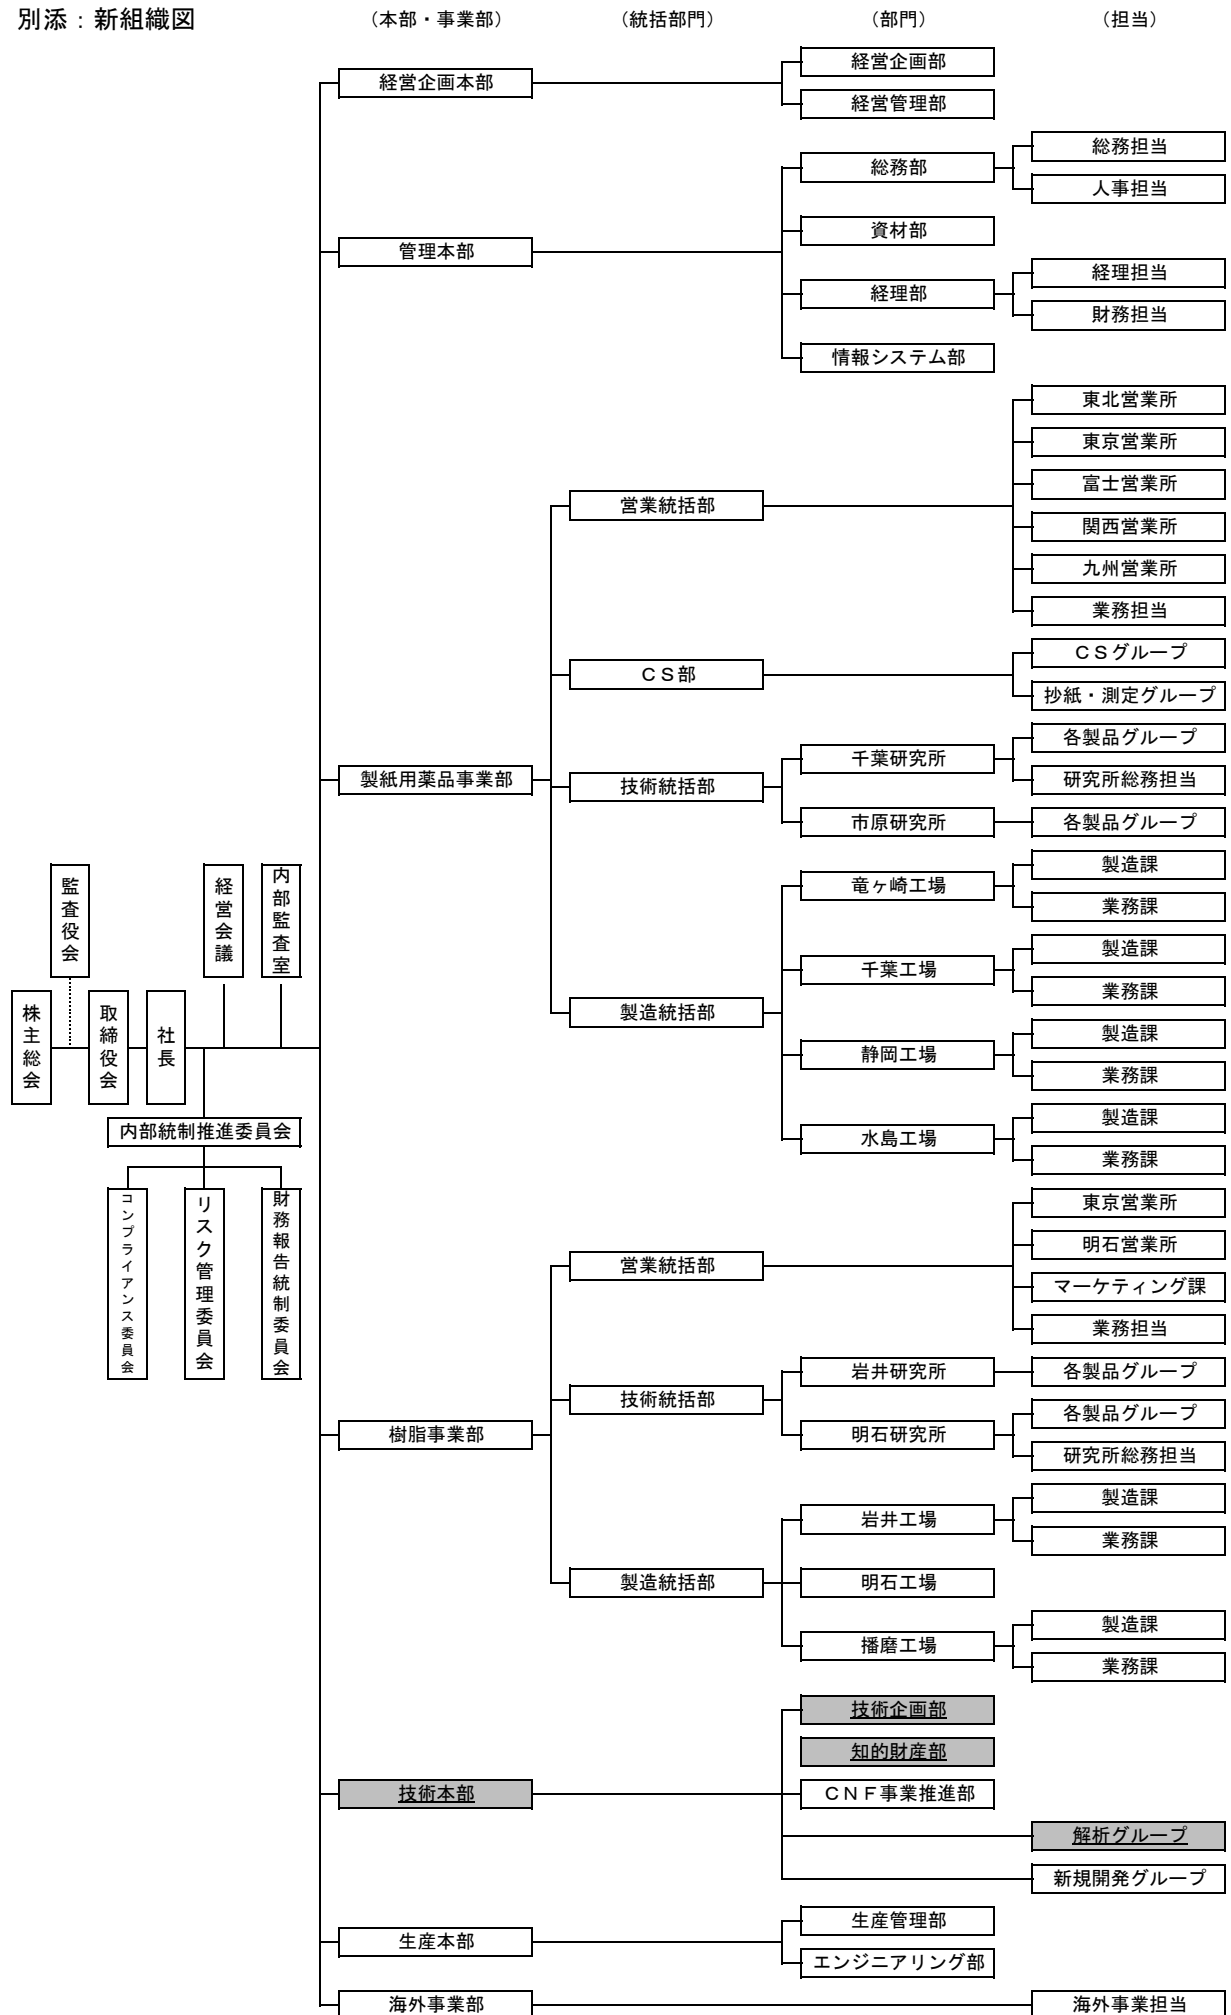 別添：新組織図
（本部・事業部）
（統括部門）
（部門）
（担当）
経営企画本部
経営企画部
経営管理部
管理本部
総務部
総務担当
人事担当
資材部
経理部
経理担当
財務担当
情報システム部
製紙用薬品事業部
営業統括部
東北営業所
東京営業所
富士営業所
関西営業所
九州営業所
業務担当
ＣＳ部
ＣＳグループ
抄紙・測定グループ
技術統括部
千葉研究所
各製品グループ
研究所総務担当
市原研究所
各製品グループ
製造統括部
竜ヶ崎工場
製造課
業務課
千葉工場
製造課
業務課
静岡工場
製造課
業務課
水島工場
製造課
業務課
株主総会
監査役会
取締役会
社長
経営会議
内部監査室
内部統制推進委員会
コンプライアンス委員会
リスク管理委員会
財務報告統制委員会
樹脂事業部
営業統括部
東京営業所
明石営業所
マーケティング課
業務担当
技術統括部
岩井研究所
各製品グループ
明石研究所
各製品グループ
研究所総務担当
製造統括部
岩井工場
製造課
業務課
明石工場
播磨工場
製造課
業務課
技術本部
技術企画部
知的財産部
ＣＮＦ事業推進部
解析グループ
新規開発グループ
生産本部
生産管理部
エンジニアリング部
海外事業部
海外事業担当